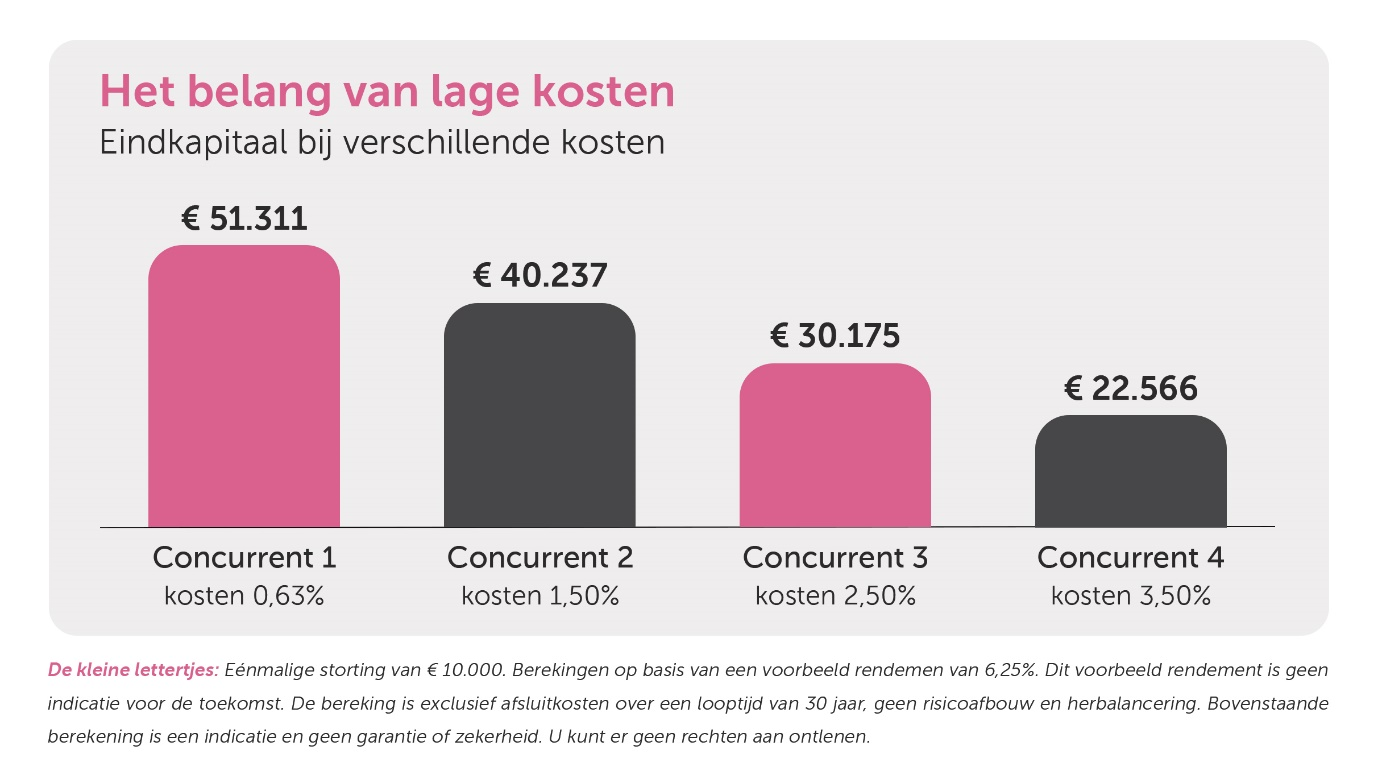 Het belang van lage kosten
Eindkapitaal bij verschillende kosten
€ 51.311
€ 40.237
€ 30.175
€ 22.566
Concurrent 1
kosten 0,63%
Concurrent 2
kosten 1,50%
Concurrent 3
kosten 2,50%
Concurrent 4
kosten 3,50%
De kleine lettertjes: Eénmalige storting van € 10.000. Berekingen op basis van een voorbeeld rendemen van 6,25%. Dit voorbeeld rendement is geen
indicatie voor de toekomst. De bereking is exclusief afsluitkosten over een looptijd van 30 jaar, geen risicoafbouw en herbalancering. Bovenstaande
berekening is een indicatie en geen garantie of zekerheid. U kunt er geen rechten aan ontlenen.